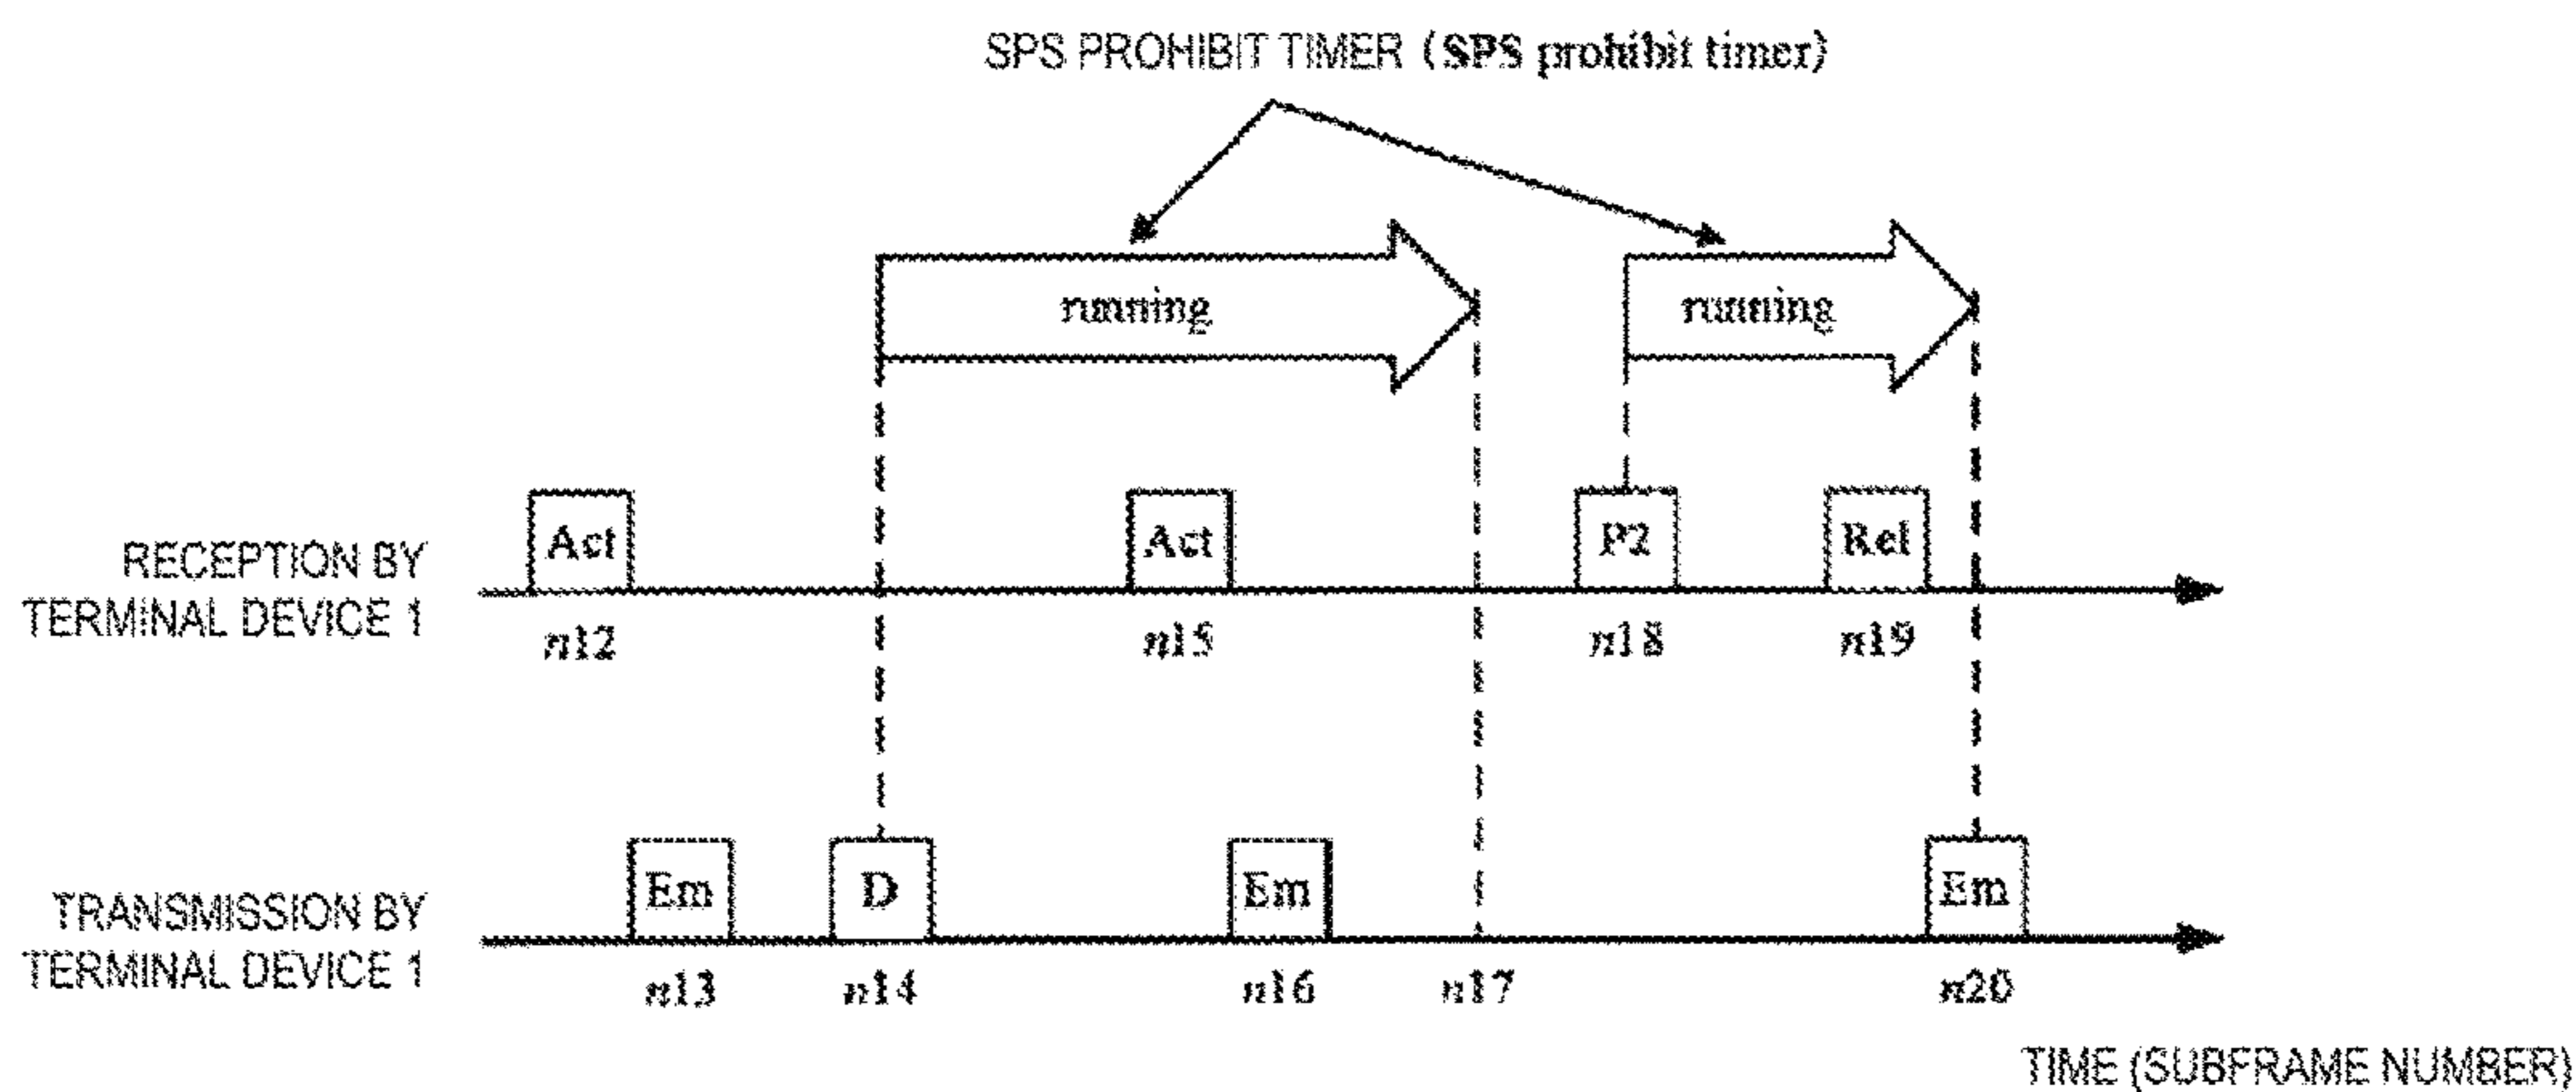 SPS PROHIBIT TIMER (SPS prohibit timer)
running running
Act Act P2 Rel
RECEPTION BY
TERMINAL DEVICE 1
n12 n15 n18 n19
Em D Em Em
TRANSMISSION BY
TERMINAL DEVICE 1
n13 n14 n16 n17 n20
TIME (SUBFRAME NUMBER)